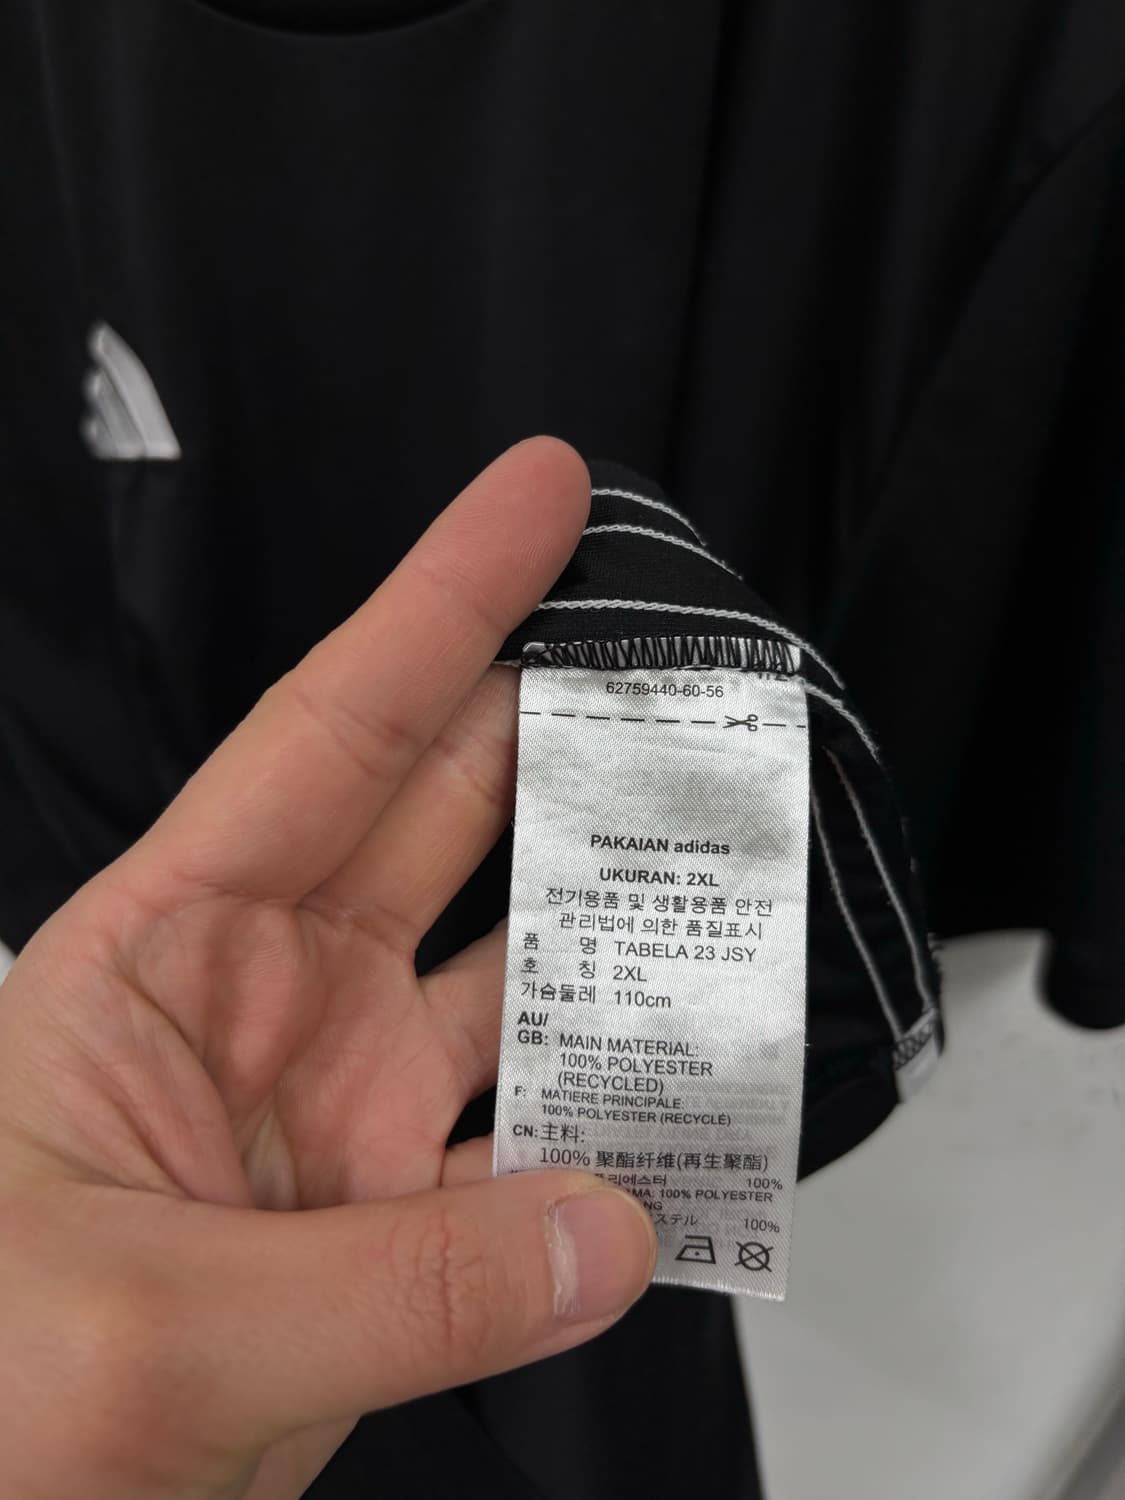 62759440-60-56
PAKAIAN adidas
UKURAN: 2XL
전기용품 및 생활용품 안전
관리법에 의한 품질표시
품 명 TABELA 23 JSY
호 칭 2XL
가슴둘레 110cm
AU/
GB: MAIN MATERIAL:
100% POLYESTER
(RECYCLED)
F: MATIERE PRINCIPALE:
100% POLYESTER (RECYCLÉ)
CN: 主料:
100% 聚酯纤维(再生聚酯)
100%
100% POLYESTER
100%